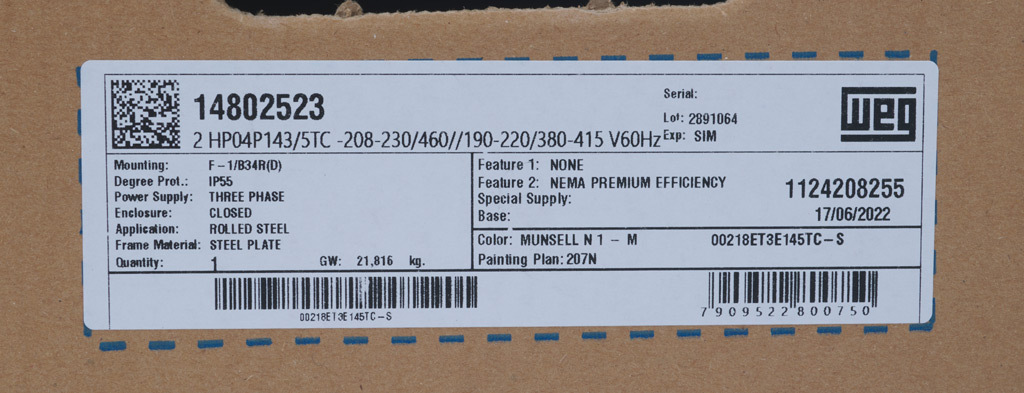 14802523
2 HP04P143/5TC -208-230/460//190-220/380-415 V60Hz
Serial:
Lot: 2891064
Exp: SIM
WEG
Mounting: F-1/B34R(D)
Degree Prot.: IP55
Power Supply: THREE PHASE
Enclosure: CLOSED
Application: ROLLED STEEL
Frame Material: STEEL PLATE
Quantity: 1 GW: 21,816 kg.
Feature 1: NONE
Feature 2: NEMA PREMIUM EFFICIENCY
Special Supply:
Base:
1124208255
17/06/2022
Color: MUNSELL N 1 - M 00218ET3E145TC-S
Painting Plan: 207N
00218ET3E145TC-S
7909522800750